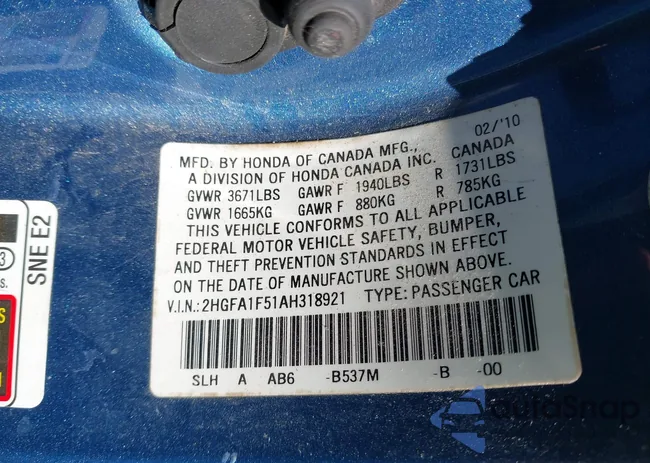 02/'10
MFD. BY HONDA OF CANADA MFG., CANADA
A DIVISION OF HONDA CANADA INC.
GVWR 3671LBS GAWR F 1940LBS R 1731LBS
GVWR 1665KG GAWR F 880KG R 785KG
THIS VEHICLE CONFORMS TO ALL APPLICABLE
FEDERAL MOTOR VEHICLE SAFETY, BUMPER,
AND THEFT PREVENTION STANDARDS IN EFFECT
ON THE DATE OF MANUFACTURE SHOWN ABOVE.
V.I.N.: 2HGFA1F51AH318921 TYPE: PASSENGER CAR
SLH A AB6 -B537M -B -00
SNE E2
3
s.
S
autoSnap